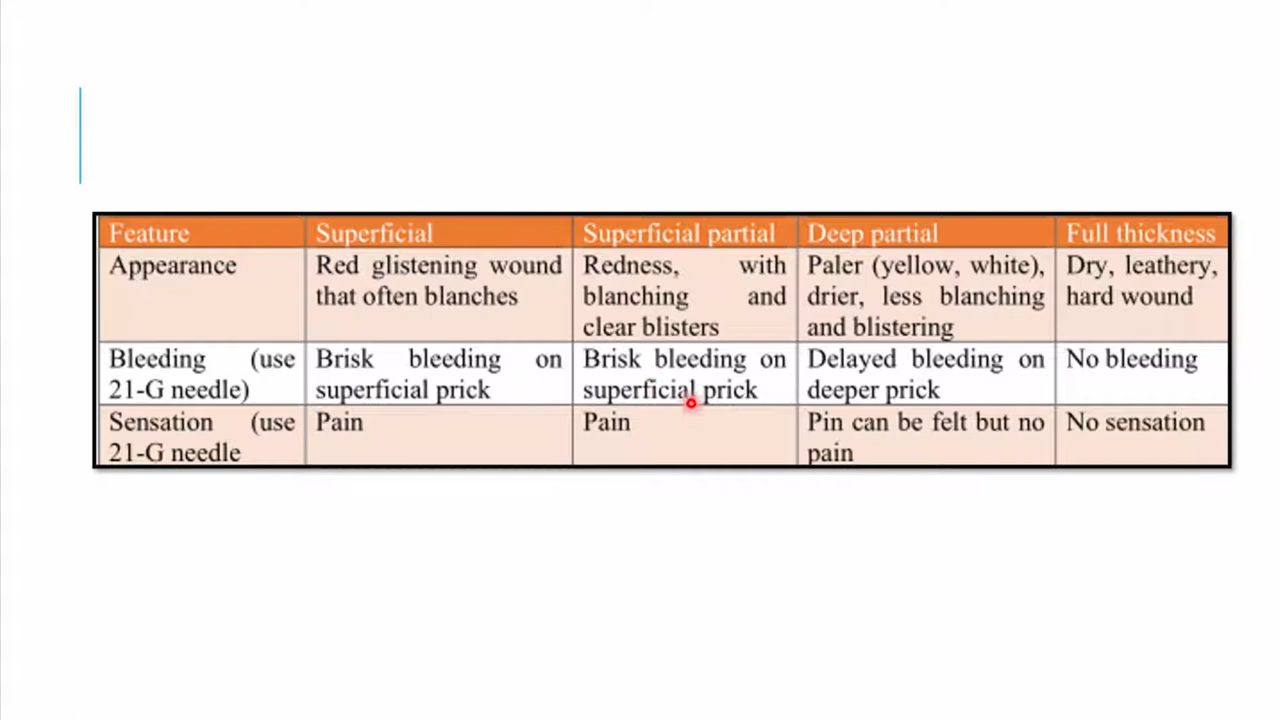 Feature Superficial Superficial partial Deep partial Full thickness
Appearance Red glistening wound Redness, with Paler (yellow, white), Dry, leathery,
that often blanches blanching and drier, less blanching hard wound
clear blisters and blistering
Bleeding (use Brisk bleeding on Brisk bleeding on Delayed bleeding on No bleeding
21-G needle) superficial prick superficial prick deeper prick
Sensation (use Pain Pain Pin can be felt but no No sensation
21-G needle pain